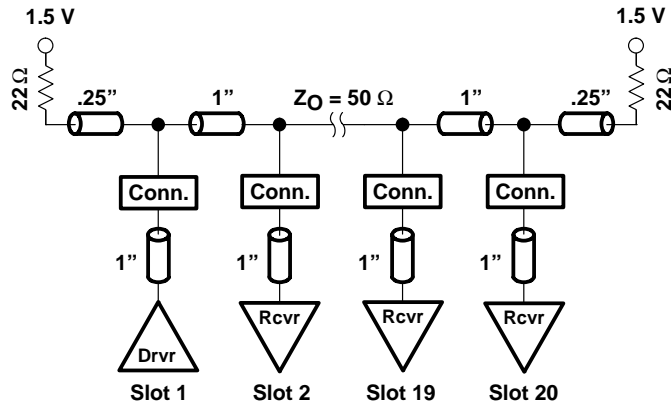 1.5 V
1.5 V
22 Ω
.25”
1”
ZO = 50 Ω
1”
.25”
22 Ω
Conn.
Conn.
Conn.
Conn.
1”
1”
1”
1”
Drvr
Rcvr
Rcvr
Rcvr
Slot 1
Slot 2
Slot 19
Slot 20